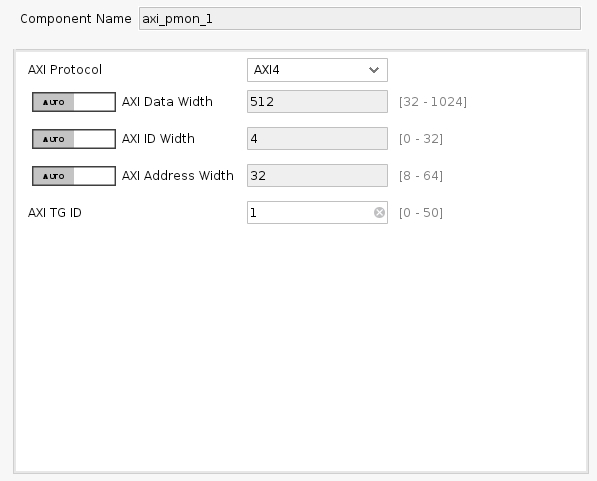 Component Name axi_pmon_1
AXI Protocol AXI4
AUTO AXI Data Width 512 [32 - 1024]
AUTO AXI ID Width 4 [0 - 32]
AUTO AXI Address Width 32 [8 - 64]
AXI TG ID 1 [0 - 50]